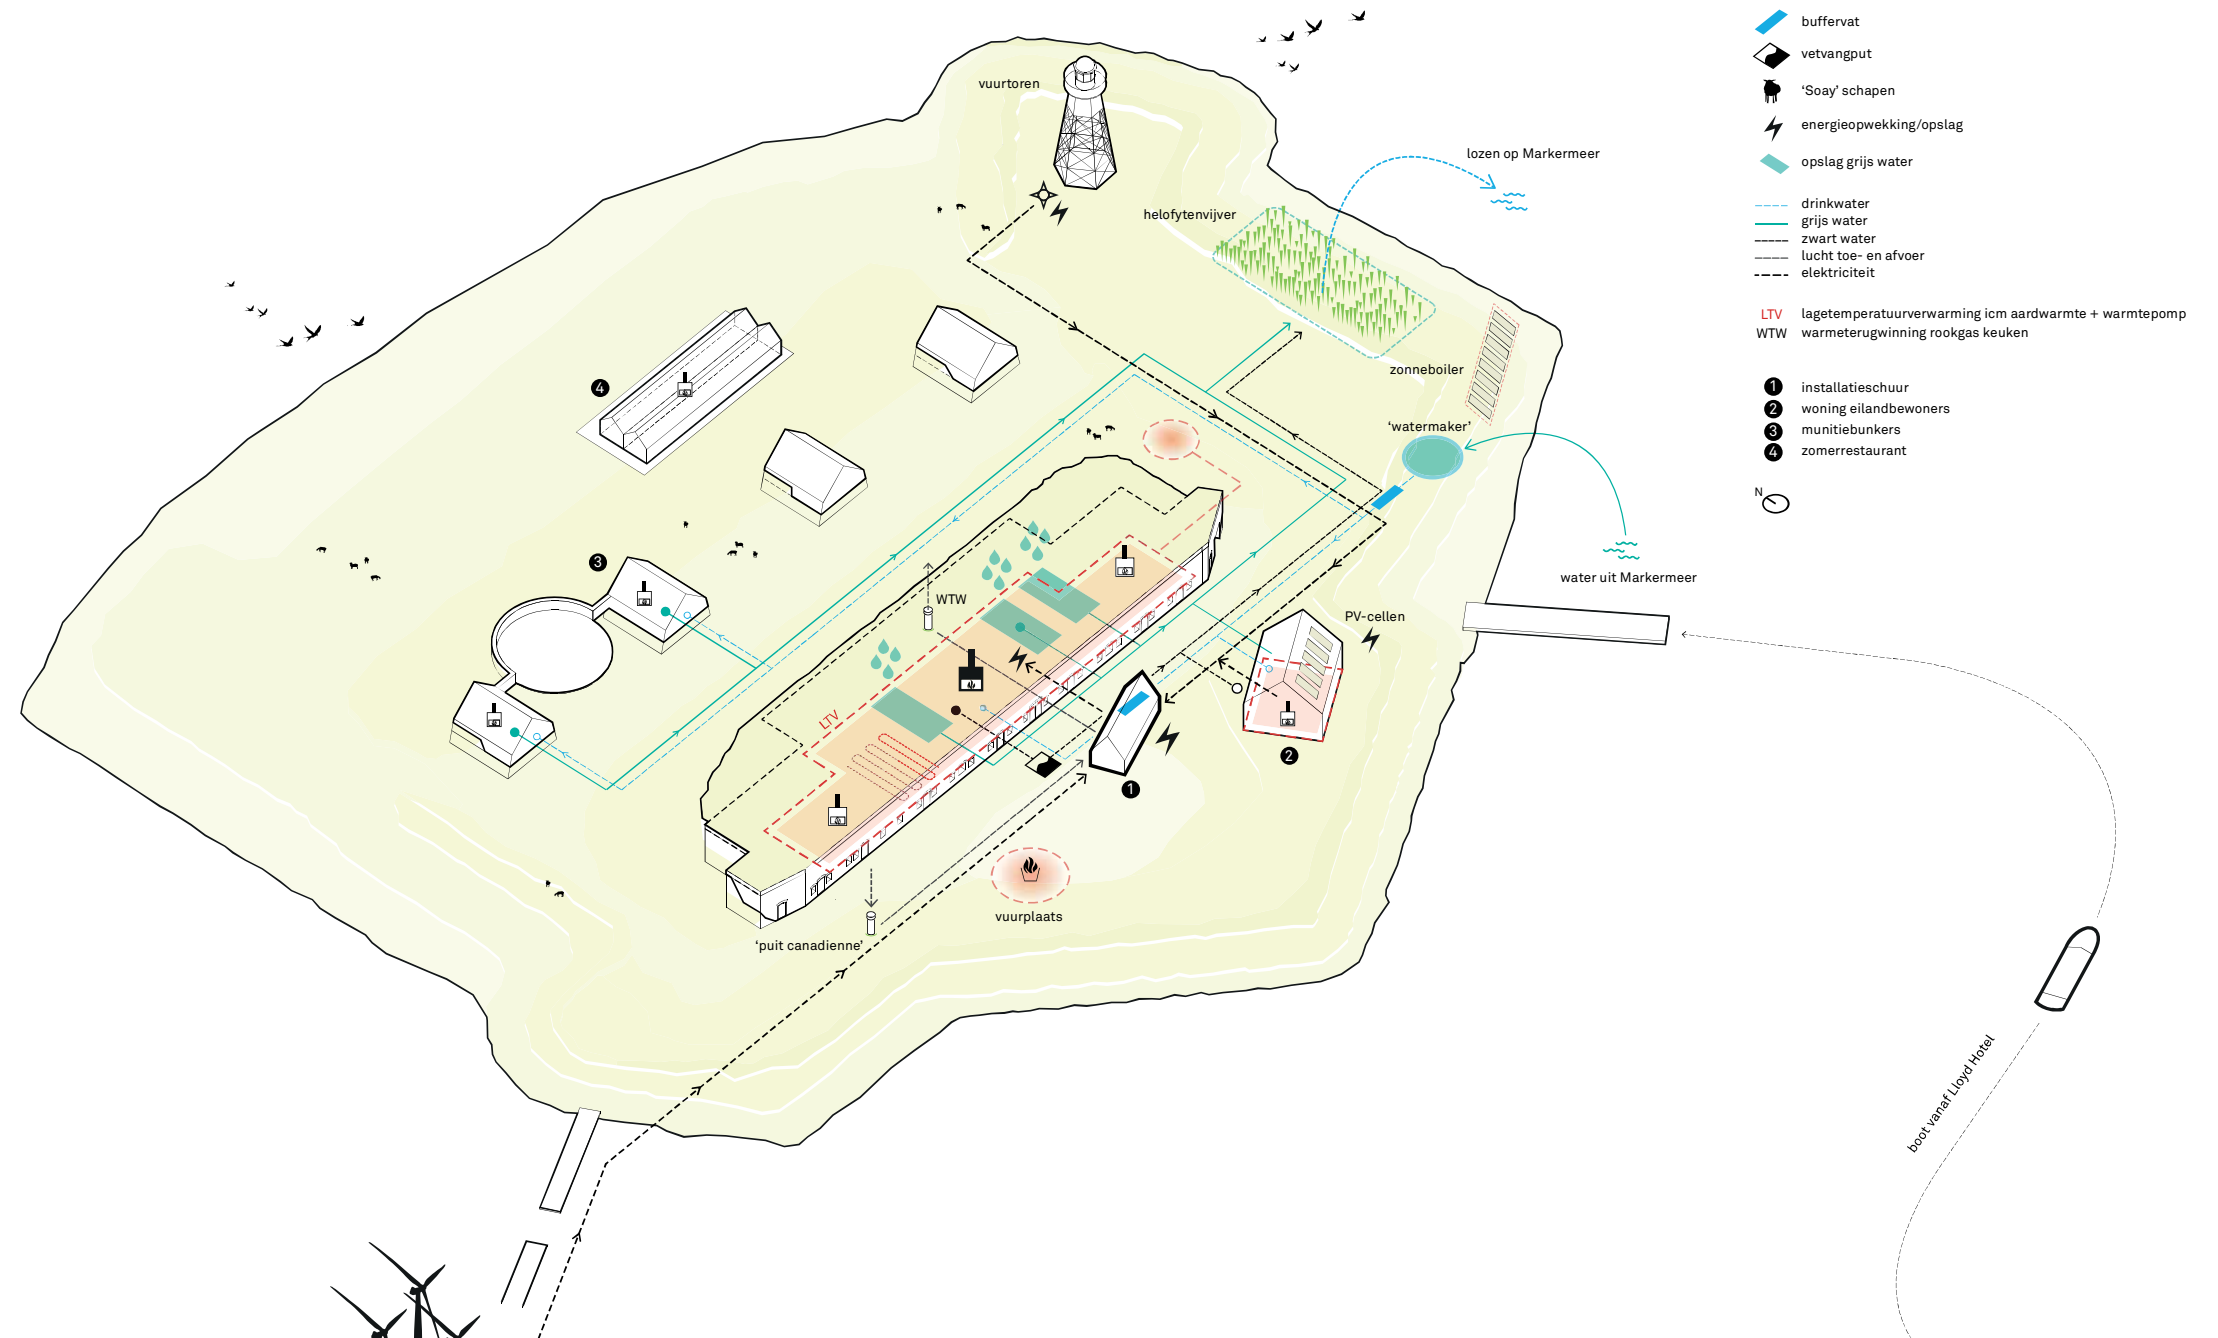 vuurtoren
lozen op Markermeer
helofytenvijver
zonneboiler
'watermaker'
water uit Markermeer
WTW
PV-cellen
LTV
vuurplaats
'puit canadienne'
boot vanaf Lloyd Hotel
4
3
2
1
buffervat
vetvangput
'Soay' schapen
energieopwekking/opslag
opslag grijs water
drinkwater
grijs water
zwart water
lucht toe- en afvoer
elektriciteit
LTV lagetemperatuurverwarming icm aardwarmte + warmtepomp
WTW warmeterugwinning rookgas keuken
1 installatieschuur
2 woning eilandbewoners
3 munitiebunkers
4 zomerrestaurant
N